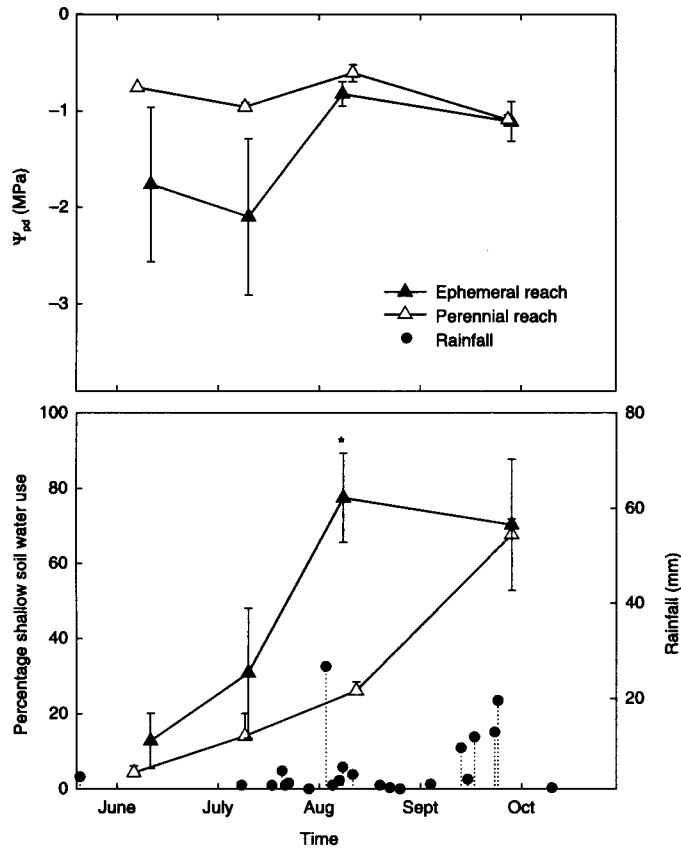 0
−1
−2
−3
Ψpd (MPa)
Ephemeral reach
Perennial reach
Rainfall
100
80
60
40
20
0
Percentage shallow soil water use
*
80
60
40
20
Rainfall (mm)
June
July
Aug
Sept
Oct
Time